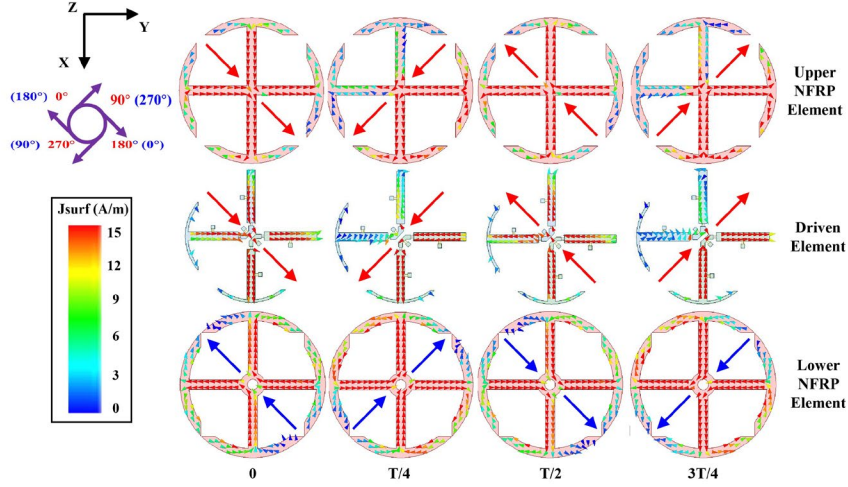 Z
Y
X
(180°) 0° 90° (270°)
(90°) 270° 180° (0°)
Jsurf (A/m)
15
12
9
6
3
0
Upper
NFRP
Element
Driven
Element
Lower
NFRP
Element
0 T/4 T/2 3T/4